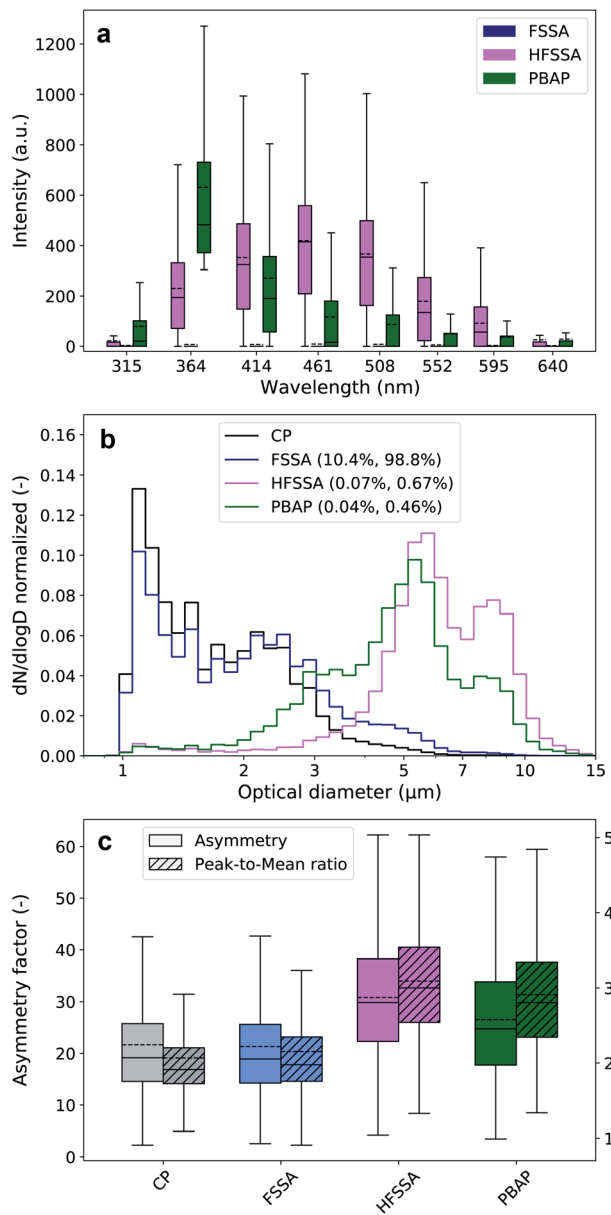 a
FSSA
HFSSA
PBAP
Intensity (a.u.)
1200
1000
800
600
400
200
0
315 364 414 461 508 552 595 640
Wavelength (nm)
b
CP
FSSA (10.4%, 98.8%)
HFSSA (0.07%, 0.67%)
PBAP (0.04%, 0.46%)
dN/dlogD normalized (-)
0.16
0.14
0.12
0.10
0.08
0.06
0.04
0.02
0.00
1 2 3 5 7 10 15
Optical diameter (μm)
c
Asymmetry
Peak-to-Mean ratio
Asymmetry factor (-)
60
50
40
30
20
10
0
5
4
3
2
1
CP FSSA HFSSA PBAP